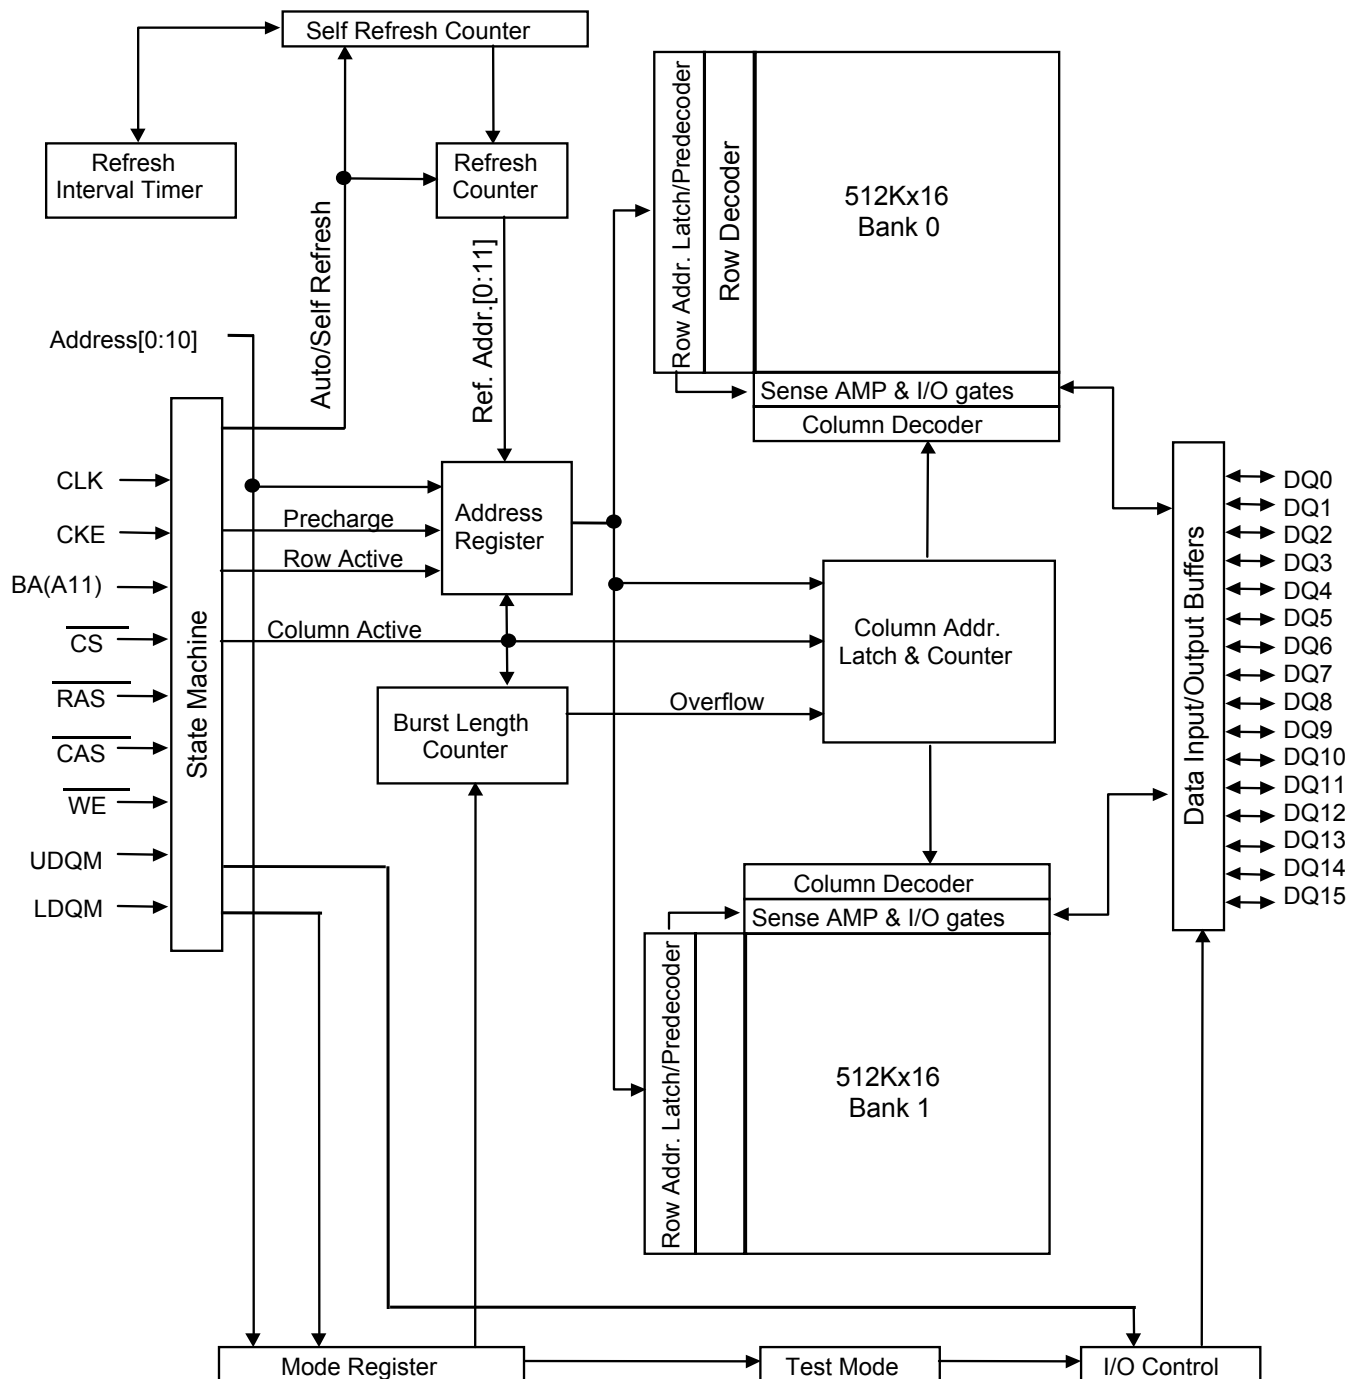 Self Refresh Counter
Refresh
Interval Timer
Refresh
Counter
Auto/Self Refresh
Ref. Addr.[0:11]
Address[0:10]
CLK
CKE
BA(A11)
CS
RAS
CAS
WE
UDQM
LDQM
State Machine
Precharge
Row Active
Column Active
Address
Register
Burst Length
Counter
Overflow
Row Addr. Latch/Predecoder
Row Decoder
512Kx16
Bank 0
Sense AMP & I/O gates
Column Decoder
Column Addr.
Latch & Counter
Column Decoder
Sense AMP & I/O gates
Row Addr. Latch/Predecoder
512Kx16
Bank 1
Data Input/Output Buffers
DQ0
DQ1
DQ2
DQ3
DQ4
DQ5
DQ6
DQ7
DQ8
DQ9
DQ10
DQ11
DQ12
DQ13
DQ14
DQ15
Mode Register
Test Mode
I/O Control